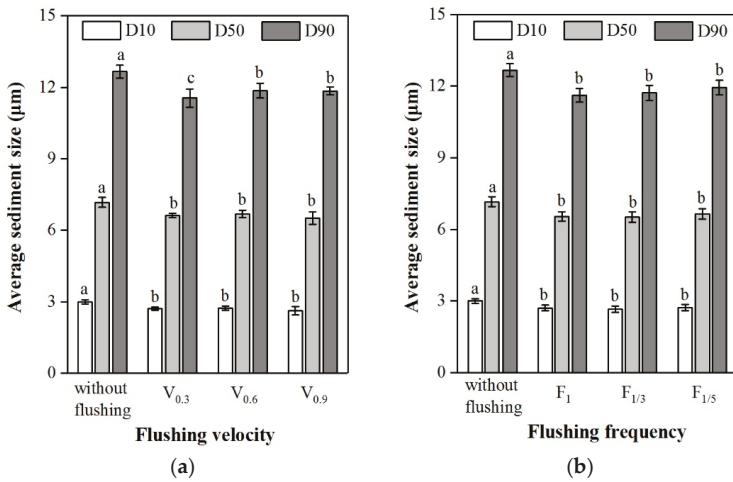 15
D10 D50 D90
a
c
b
b
12
9
a
b
b
b
6
a
b
b
b
3
0
Average sediment size (μm)
without flushing
V0.3
V0.6
V0.9
Flushing velocity
(a)
15
D10 D50 D90
a
b
b
b
12
9
a
b
b
b
6
a
b
b
b
3
0
Average sediment size (μm)
without flushing
F1
F1/3
F1/5
Flushing frequency
(b)